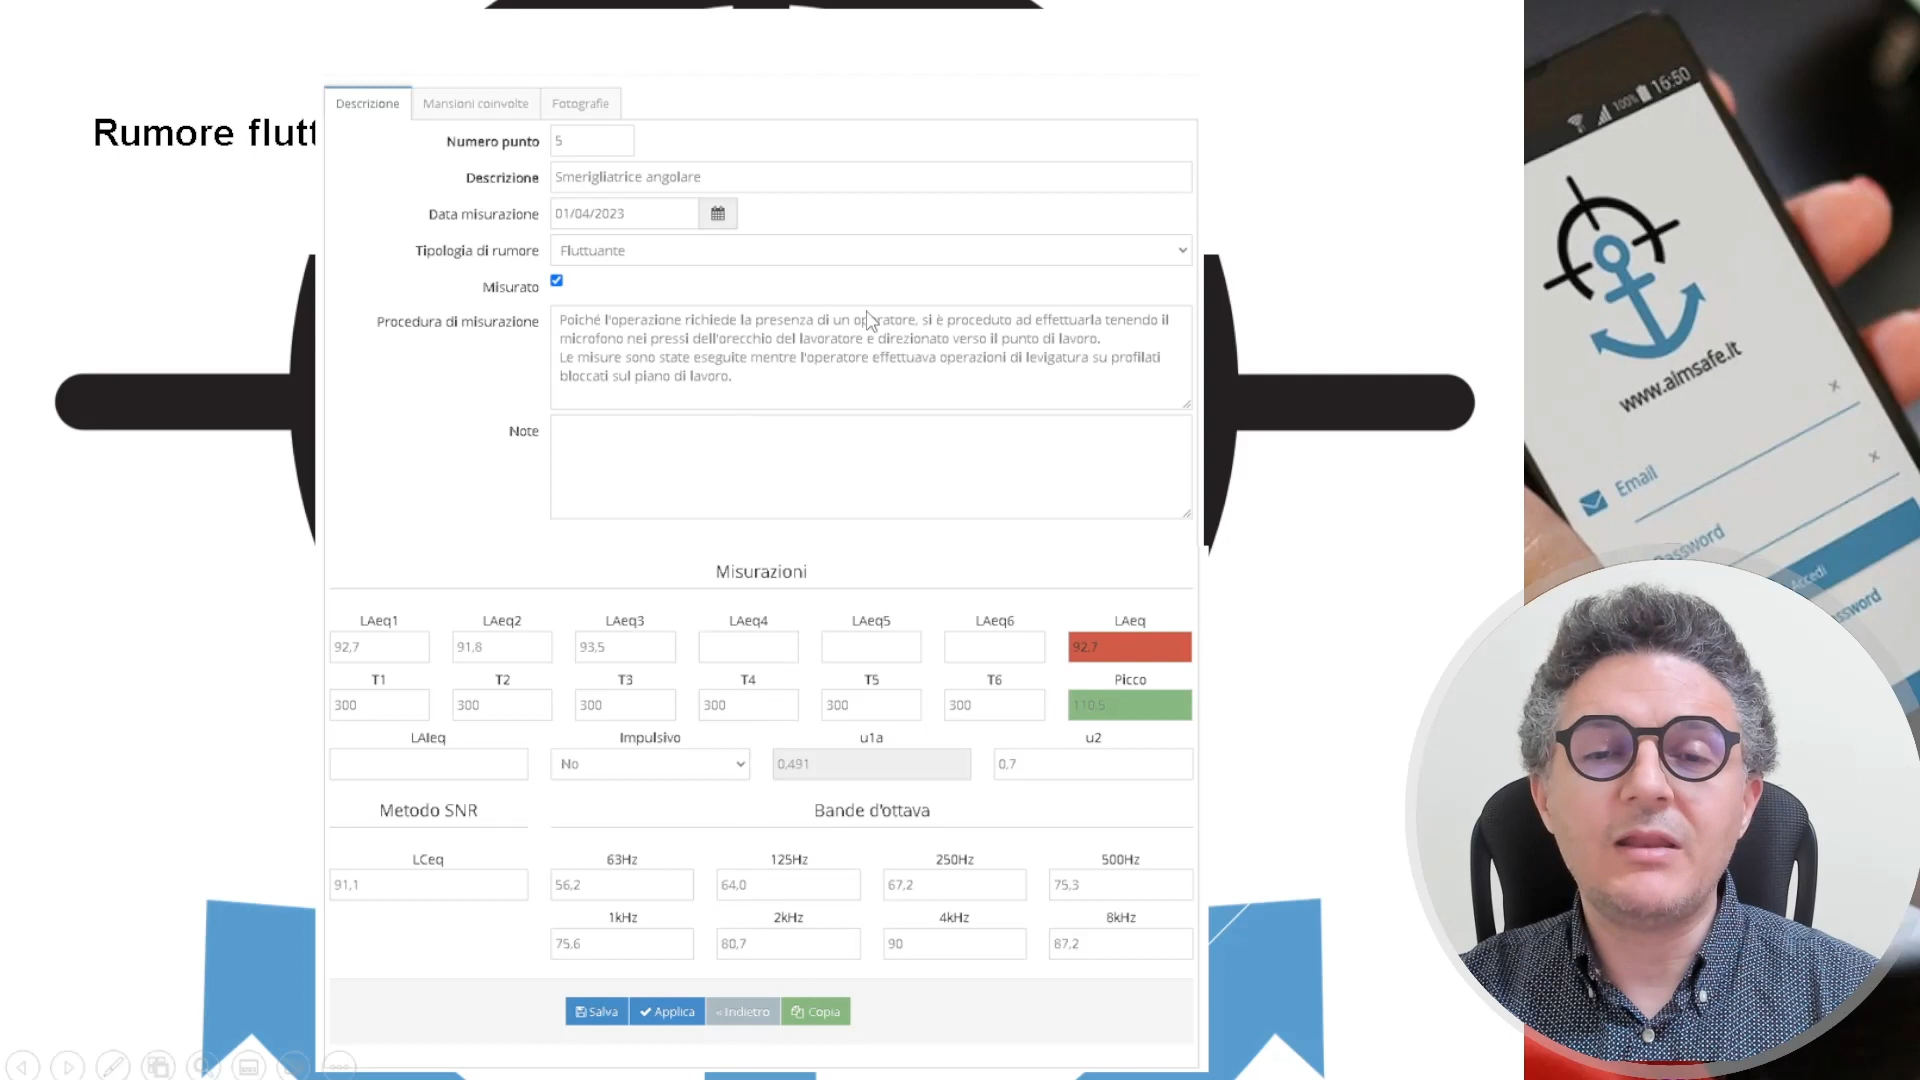 Rumore flutt
Descrizione
Mansioni coinvolte
Fotografie
Numero punto
5
Descrizione
Smerigliatrice angolare
Data misurazione
01/04/2023
Tipologia di rumore
Fluttuante
Misurato
Procedura di misurazione
Poiché l'operazione richiede la presenza di un operatore, si è proceduto ad effettuarla tenendo il
microfono nei pressi dell'orecchio del lavoratore e direzionato verso il punto di lavoro.
Le misure sono state eseguite mentre l'operatore effettuava operazioni di levigatura su profilati
bloccati sul piano di lavoro.
Note
Misurazioni
LAeq1 LAeq2 LAeq3 LAeq4 LAeq5 LAeq6 LAeq
92,7 91,8 93,5 92,7
T1 T2 T3 T4 T5 T6 Picco
300 300 300 300 300 300 110,5
LAIeq Impulsivo u1a u2
No 0,491 0,7
Metodo SNR Bande d'ottava
LCeq 63Hz 125Hz 250Hz 500Hz
91,1 56,2 64,0 67,2 75,3
1kHz 2kHz 4kHz 8kHz
75,6 80,7 90 87,2
Salva Applica « Indietro Copia
100% 16:50
www.aimsafe.it
Email
Password
Accedi
ssword